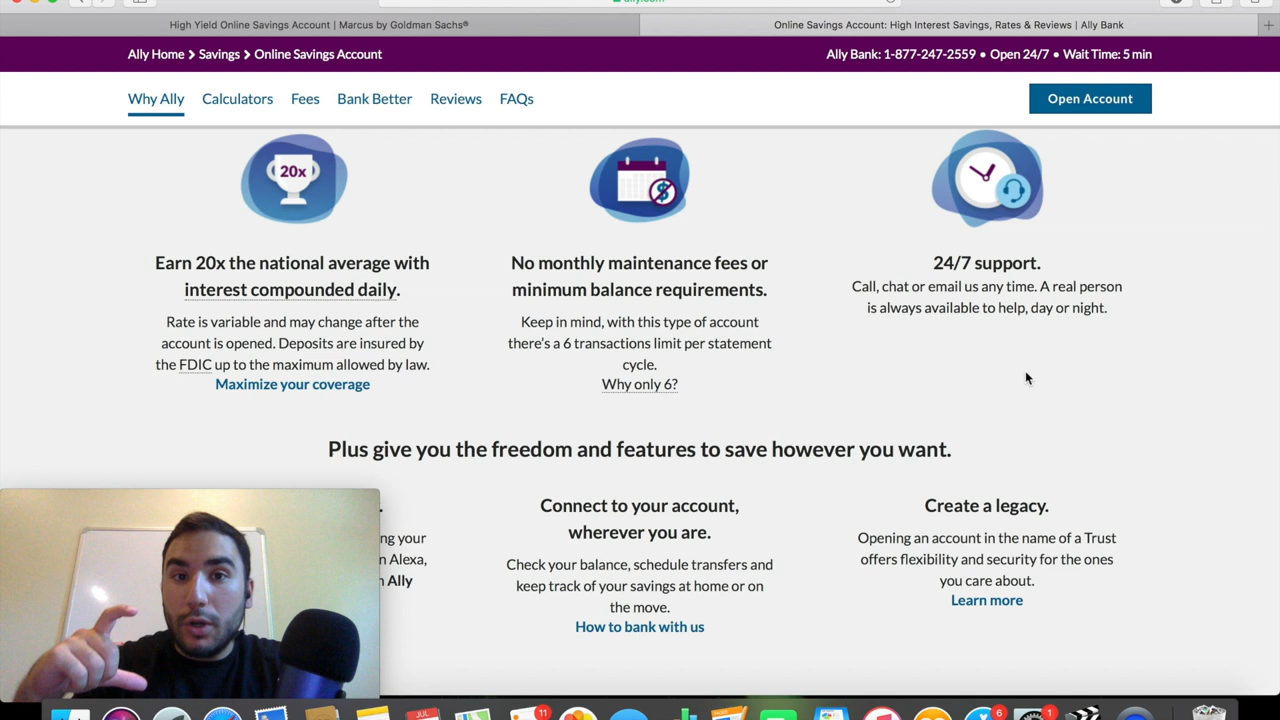 ally.com
High Yield Online Savings Account | Marcus by Goldman Sachs®
Online Savings Account: High Interest Savings, Rates & Reviews | Ally Bank
Ally Home > Savings > Online Savings Account
Ally Bank: 1-877-247-2559 • Open 24/7 • Wait Time: 5 min
Why Ally
Calculators
Fees
Bank Better
Reviews
FAQs
Open Account
20x
Earn 20x the national average with
interest compounded daily.
Rate is variable and may change after the
account is opened. Deposits are insured by
the FDIC up to the maximum allowed by law.
Maximize your coverage
$
No monthly maintenance fees or
minimum balance requirements.
Keep in mind, with this type of account
there's a 6 transactions limit per statement
cycle.
Why only 6?
24/7 support.
Call, chat or email us any time. A real person
is always available to help, day or night.
Plus give you the freedom and features to save however you want.
.
ng your
n Alexa,
n Ally
Connect to your account,
wherever you are.
Check your balance, schedule transfers and
keep track of your savings at home or on
the move.
How to bank with us
Create a legacy.
Opening an account in the name of a Trust
offers flexibility and security for the ones
you care about.
Learn more
JUL
11
6
1